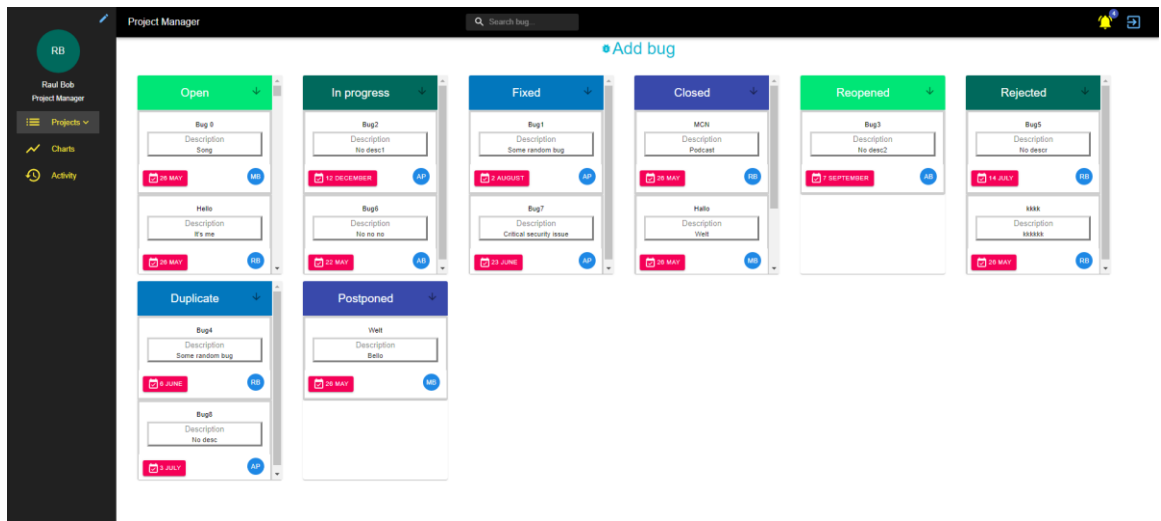 Project Manager
Search bug...
4
RB
Raul Bob
Project Manager
Projects
Charts
Activity
Add bug
Open
Bug 0
Description
Song
26 MAY
MB
Hello
Description
It's me
26 MAY
RB
In progress
Bug2
Description
No desc1
12 DECEMBER
AP
Bug6
Description
No no no
22 MAY
AB
Fixed
Bug1
Description
Some random bug
2 AUGUST
AP
Bug7
Description
Critical security issue
23 JUNE
AP
Closed
MCN
Description
Podcast
26 MAY
RB
Hallo
Description
Welt
26 MAY
MB
Reopened
Bug3
Description
No desc2
7 SEPTEMBER
AB
Rejected
Bug5
Description
No descr
14 JULY
RB
kkkk
Description
kkkkkk
26 MAY
RB
Duplicate
Bug4
Description
Some random bug
6 JUNE
RB
Bug8
Description
No desc
3 JULY
AP
Postponed
Welt
Description
Bello
26 MAY
MB